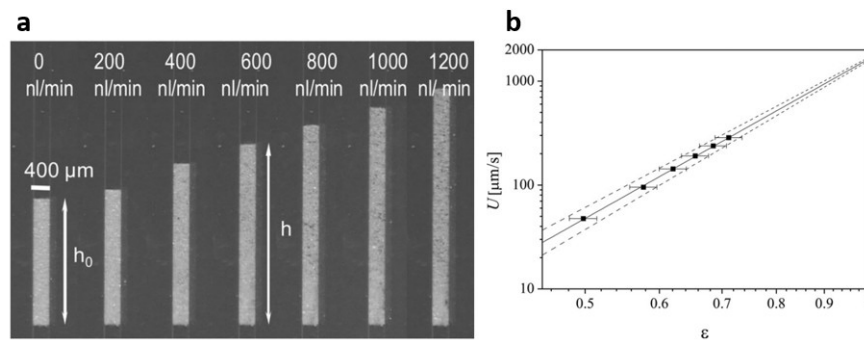 a
0 200 400 600 800 1000 1200
nl/min nl/min nl/min nl/min nl/min nl/min nl/ min
400 µm
h0
h
b
2000
1000
100
10
U[µm/s]
0.5 0.6 0.7 0.8 0.9
ε